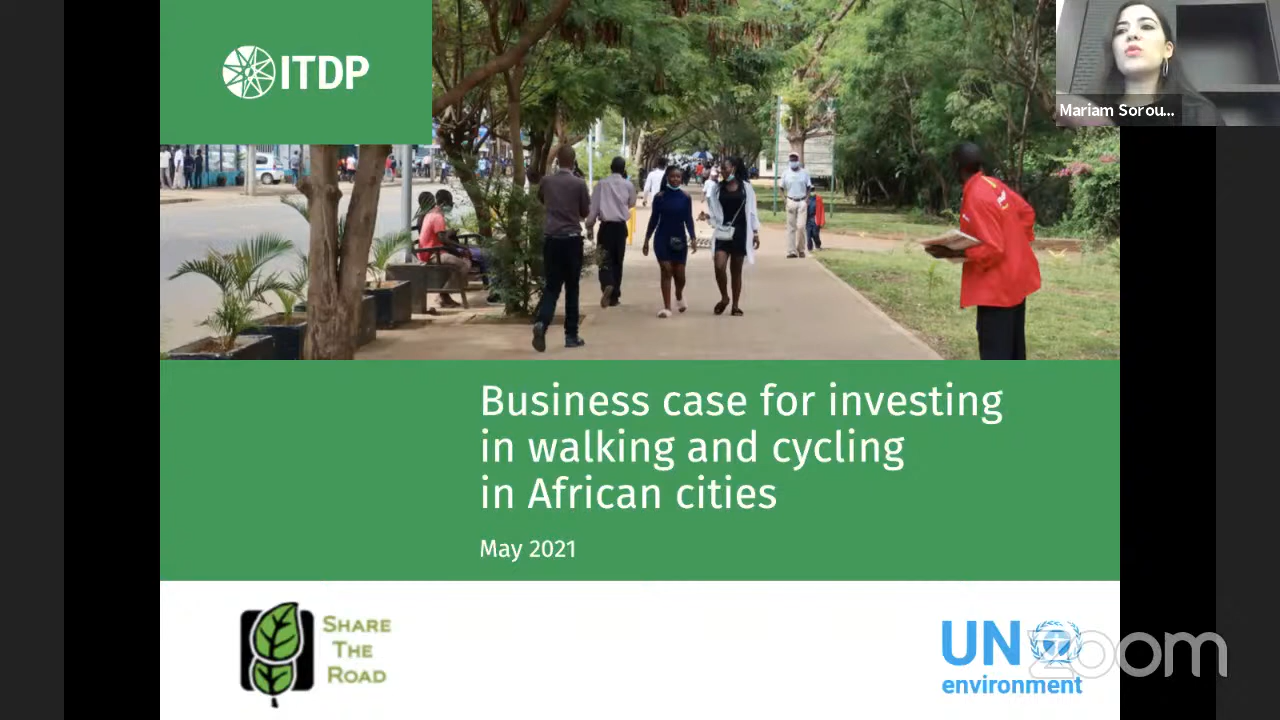 ITDP
Mariam Sorou...
Business case for investing
in walking and cycling
in African cities
May 2021
SHARE
THE
ROAD
UN
environment
zoom